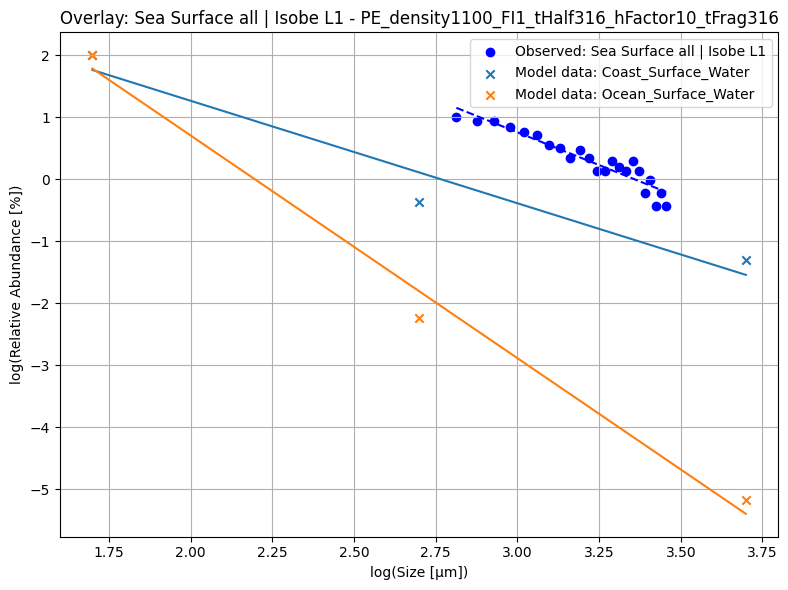 Overlay: Sea Surface all | Isobe L1 - PE_density1100_FI1_tHalf316_hFactor10_tFrag316
Observed: Sea Surface all | Isobe L1
Model data: Coast_Surface_Water
Model data: Ocean_Surface_Water
log(Relative Abundance [%])
2
1
0
−1
−2
−3
−4
−5
1.75 2.00 2.25 2.50 2.75 3.00 3.25 3.50 3.75
log(Size [μm])